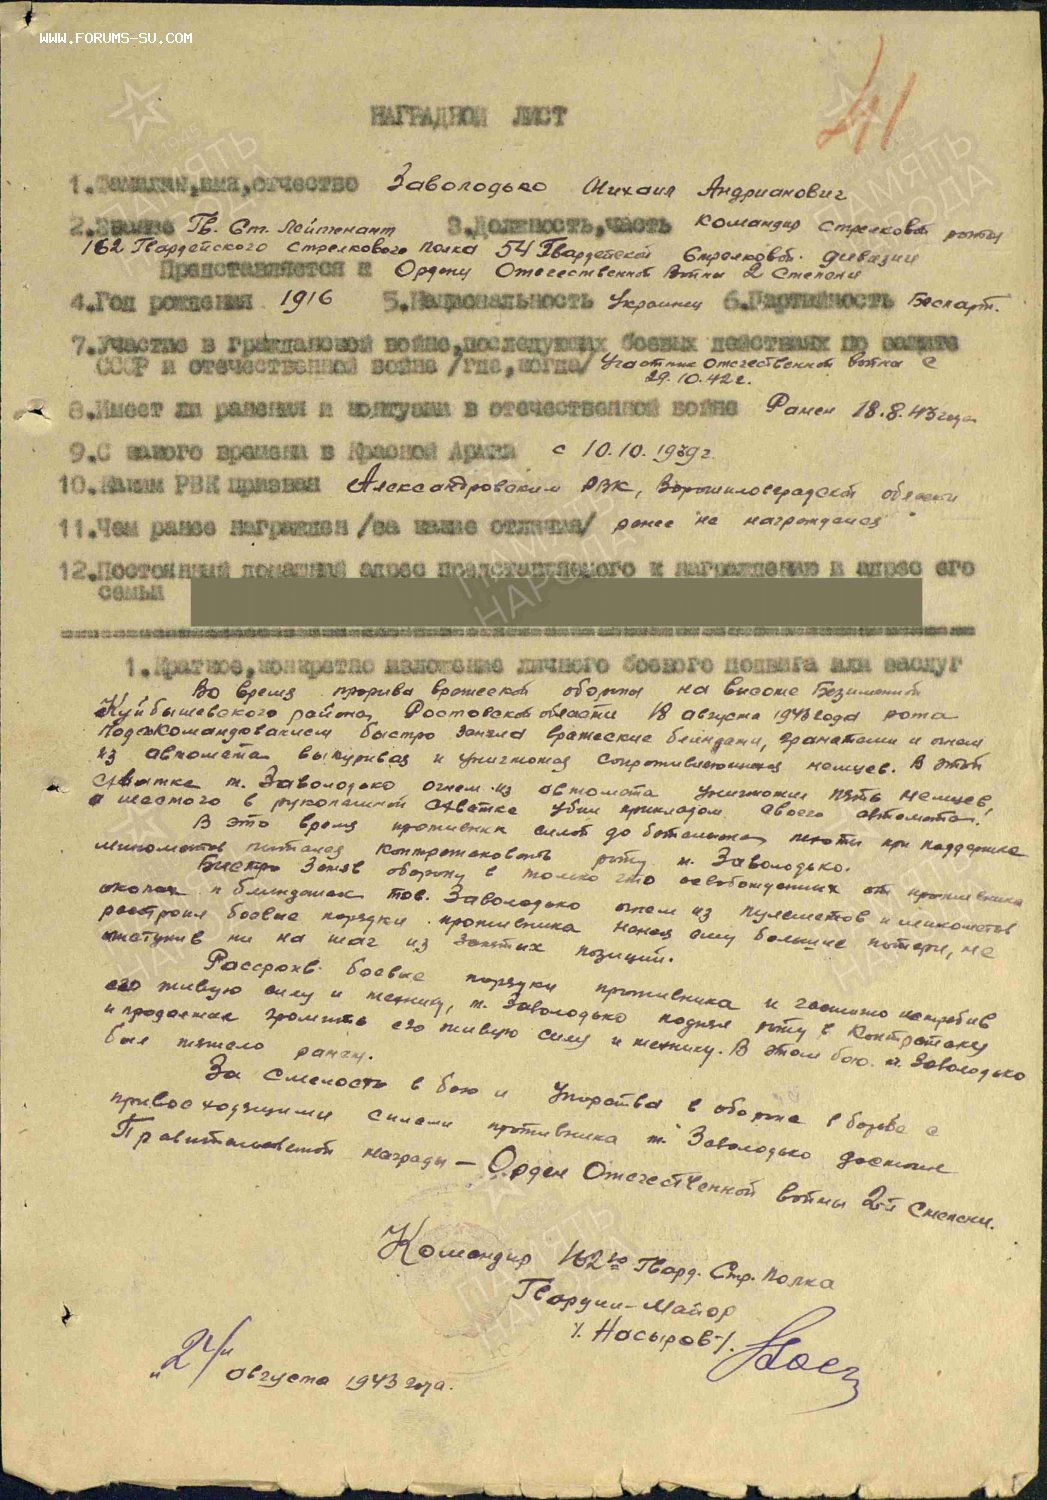 WWW.FORUMS-SU.COM
41
НАГРАДНОЙ ЛИСТ
1.Фамилия,имя,отчество Заволодько Михаил Андрианович
2.Звание Гв. Ст. Лейтенант 3.Должность,часть Командир стрелковой роты
162 Гвардейского стрелкового полка 54 Гвардейской Стрелковой дивизии
Представляется к Ордену Отечественной Войны 2 Степени
4.Год рождения 1916 5.Национальность Украинец 6.Партийность Беспарт.
7.Участие в гражданской войне,последующих боевых действиях по защите
СССР и отечественной войне /где,когда/ Участник отечественной войны с
29.10.42г.
8.Имеет ли ранения и контузии в отечественной войне Ранен 18.8.43 года
9.С какого времени в Красной Армии с 10.10.1939г.
10.Каким РВК призван Александровским РВК, Ворошиловградской области
11.Чем ранее награжден /за какие отличия/ ранее не награждался
12.Постоянный домашний адрес представляемого к награждению и адрес его
семьи
1.Краткое,конкретно изложение личного боевого подвига или заслуг
Во время прорыва вражеской обороны на высоте Безимянной
Куйбышевского района, Ростовской области 18 августа 1943 года рота
под командованием быстро заняла вражеские блиндажи, гранатами и огнем
из автомата выкуривая и уничтожая сопротивляющихся немцев. В этой
схватке т. Заволодько огнем из автомата уничтожил пять немцев,
а шестого в рукопашной схватке убил прикладом своего автомата!
В это время противник силой до батальона пехоты при поддержке
минометов пытался контратаковать роту т. Заволодько.
Быстро Заняв оборону в только что освобожденных от противника
окопах и блиндажах тов. Заволодько огнем из пулеметов и минометов
расстроил боевые порядки противника нанес ему большие потери, не
отступив ни на шаг из занятых позиций.
боевые порядки противника и частично истребив
его живую силу и технику, т. Заволодько поднял роту в Контратаку
и продолжал громить его живую силу и технику. В этом бою т. Заволодько
был тяжело ранен.
За смелость в бою и упорства в обороне в борьбе с
превосходящими силами противника т. Заволодько достоин
Правительственной награды — Орден Отечественной войны 2й степени.
Командир 162го Гвард. Стр. Полка
Гвардии-Майор
/. Насыров-/.
"24" августа 1943 года.